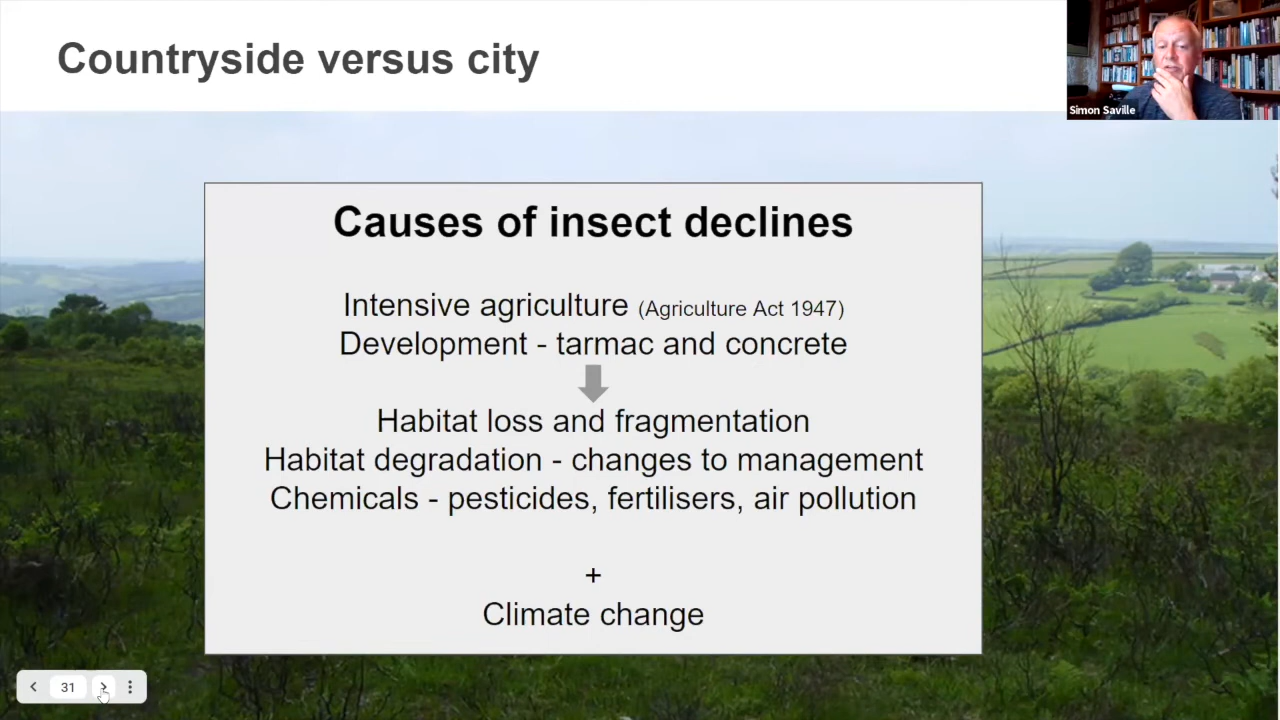 Countryside versus city
Simon Saville
Causes of insect declines
Intensive agriculture (Agriculture Act 1947)
Development - tarmac and concrete
Habitat loss and fragmentation
Habitat degradation - changes to management
Chemicals - pesticides, fertilisers, air pollution
+
Climate change
31